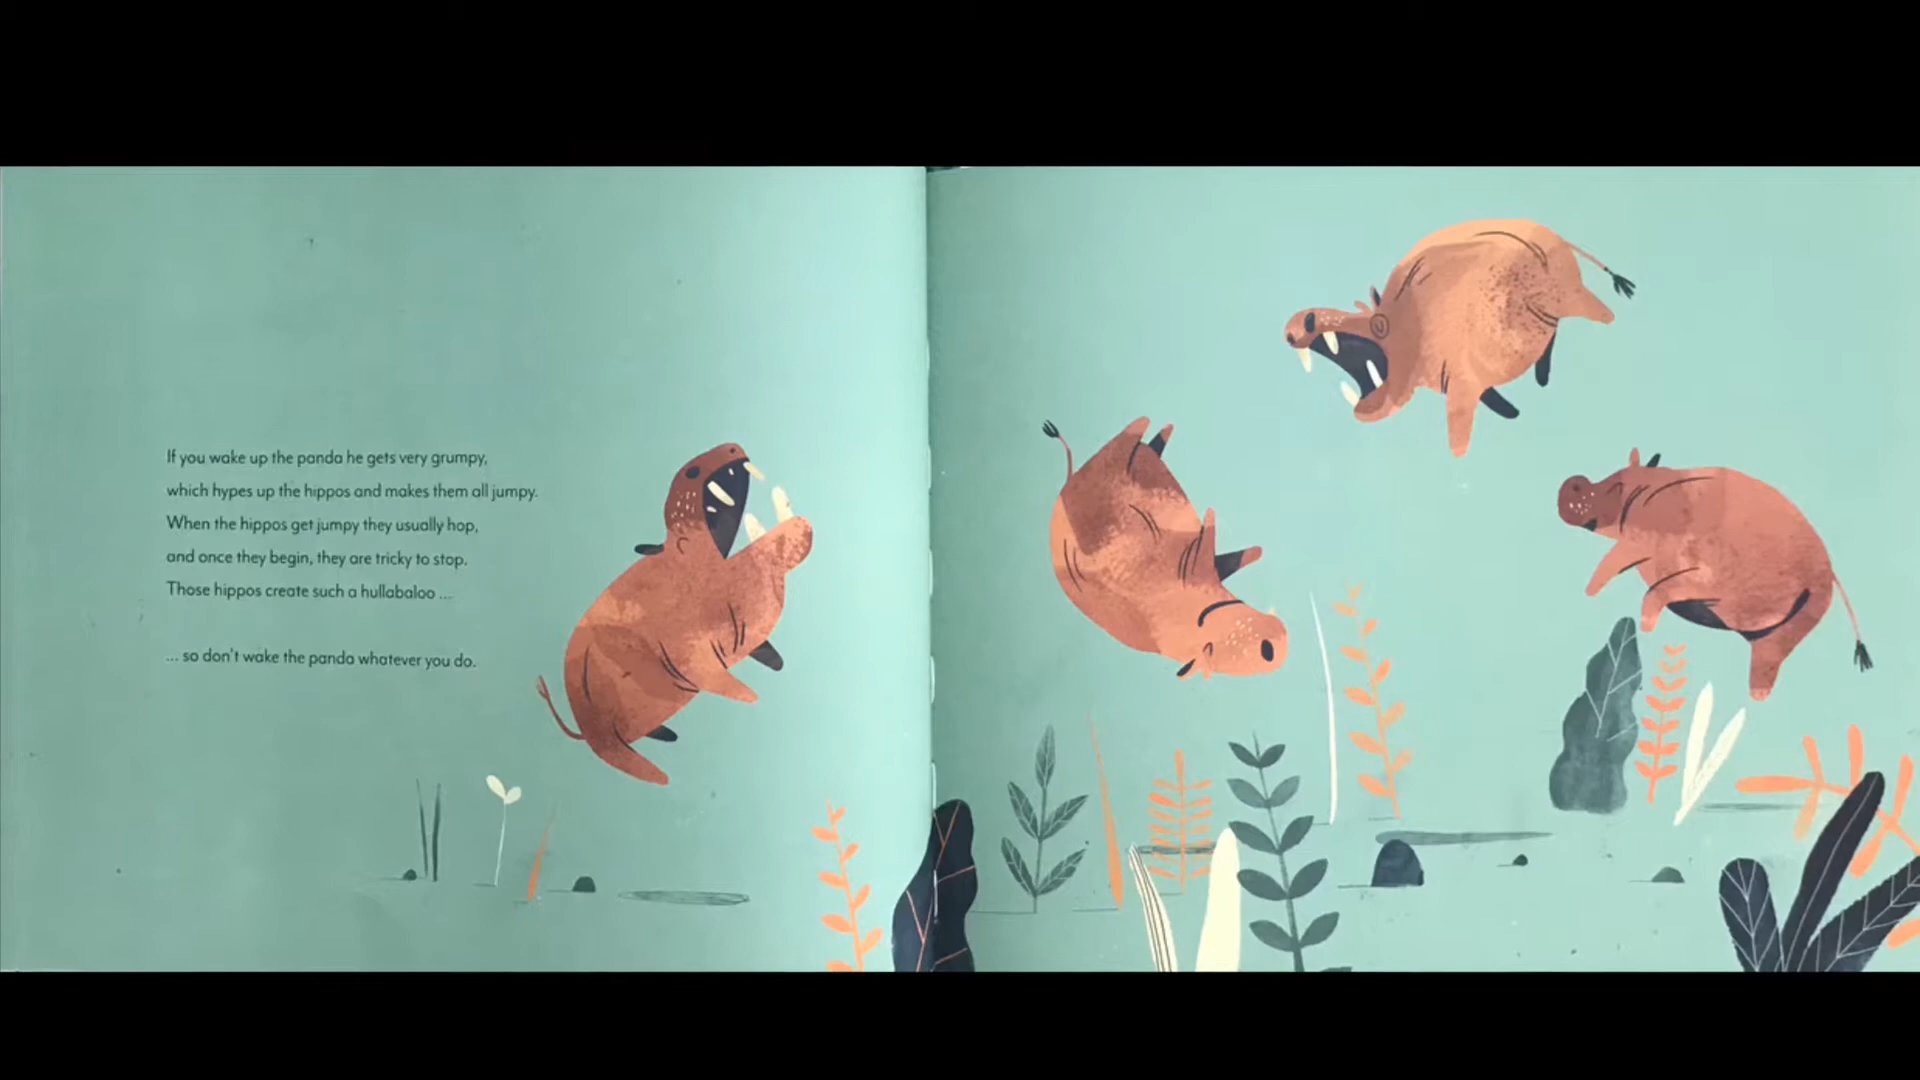 If you wake up the panda he gets very grumpy,
which hypes up the hippos and makes them all jumpy.
When the hippos get jumpy they usually hop,
and once they begin, they are tricky to stop.
Those hippos create such a hullabaloo ...
... so don't wake the panda whatever you do.